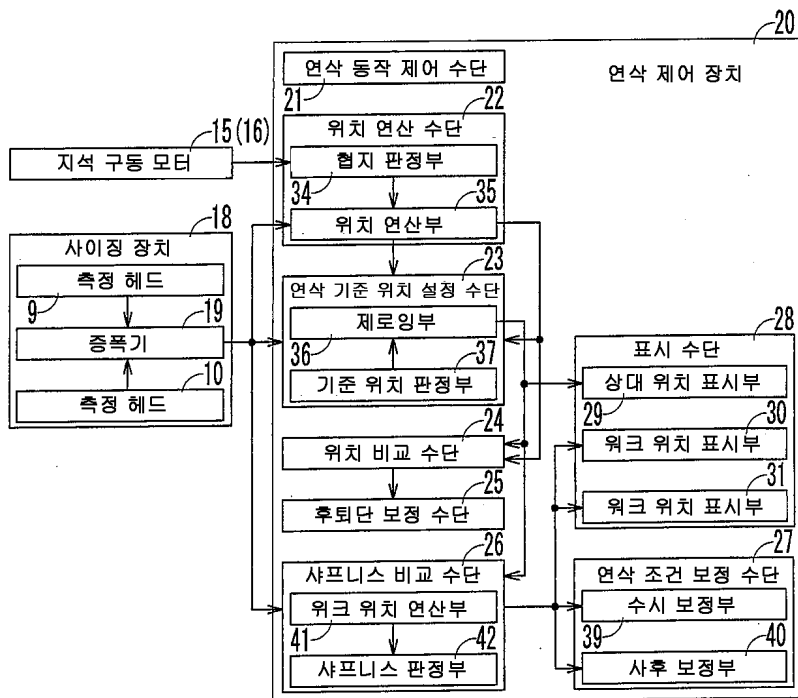 20
연삭 동작 제어 수단
연삭 제어 장치
21
22
15(16)
위치 연산 수단
지석 구동 모터
협지 판정부
34
35
18
위치 연산부
사이징 장치
23
측정 헤드
연삭 기준 위치 설정 수단
9
19
제로잉부
28
증폭기
36
37
표시 수단
10
기준 위치 판정부
상대 위치 표시부
측정 헤드
24
29
30
위치 비교 수단
워크 위치 표시부
25
31
후퇴단 보정 수단
워크 위치 표시부
26
27
샤프니스 비교 수단
연삭 조건 보정 수단
위크 위치 연산부
수시 보정부
41
42
39
40
샤프니스 판정부
사후 보정부